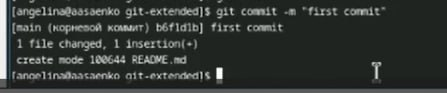 [angelina@aasaenko git-extended]$ git commit -m "first commit"
[main (корневой коммит) b6f1d1b] first commit
1 file changed, 1 insertion(+)
create mode 100644 README.md
[angelina@aasaenko git-extended]$